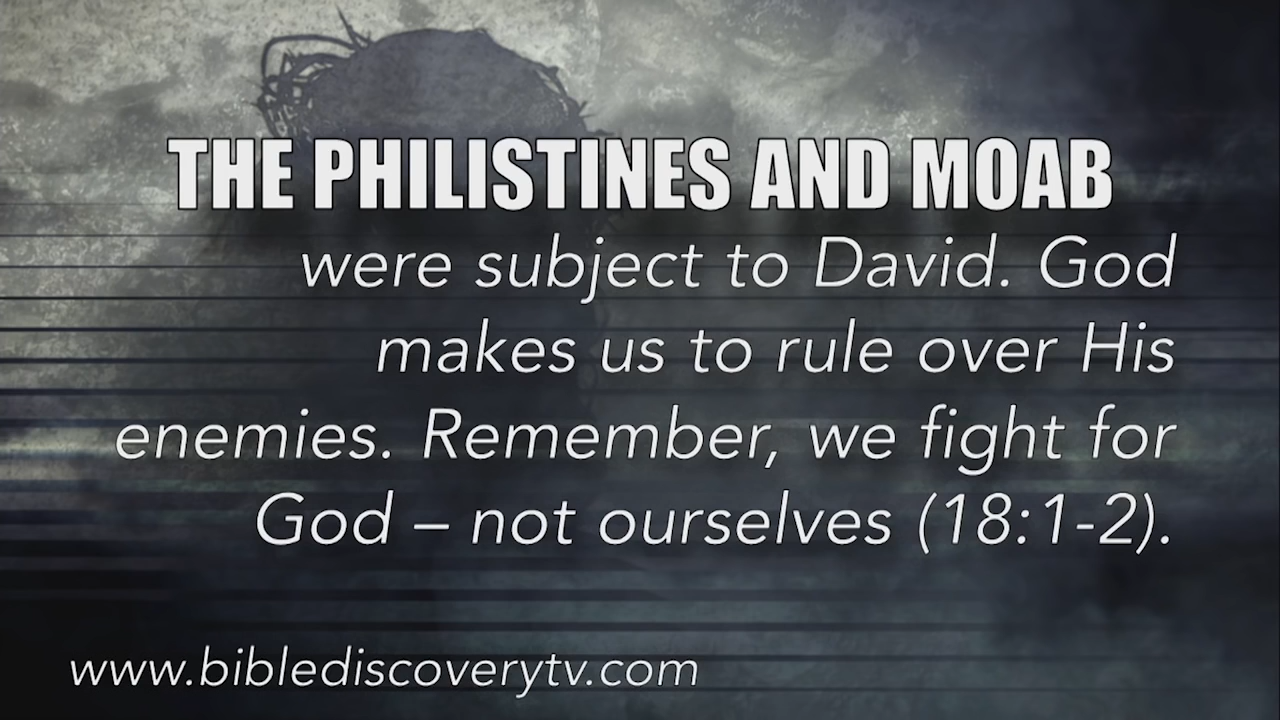 THE PHILISTINES AND MOAB
were subject to David. God
makes us to rule over His
enemies. Remember, we fight for
God – not ourselves (18:1-2).
www.biblediscoverytv.com